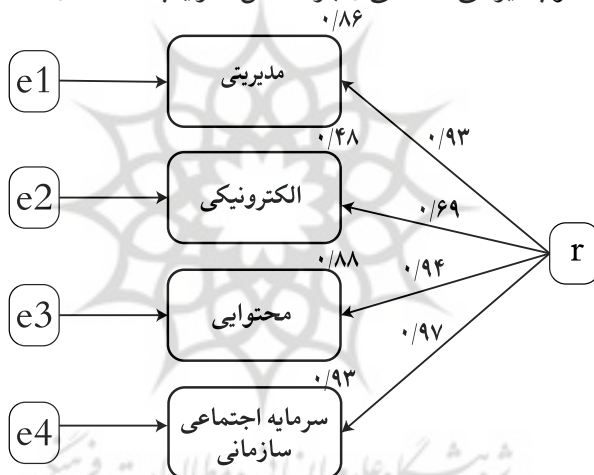 ۰/۸۶
e1
مدیریتی
۰/۹۳
۰/۴۸
e2
الکترونیکی
۰/۶۹
r
۰/۸۸
۰/۹۴
e3
محتوایی
۰/۹۷
۰/۹۳
e4
سرمایه اجتماعی
سازمانی